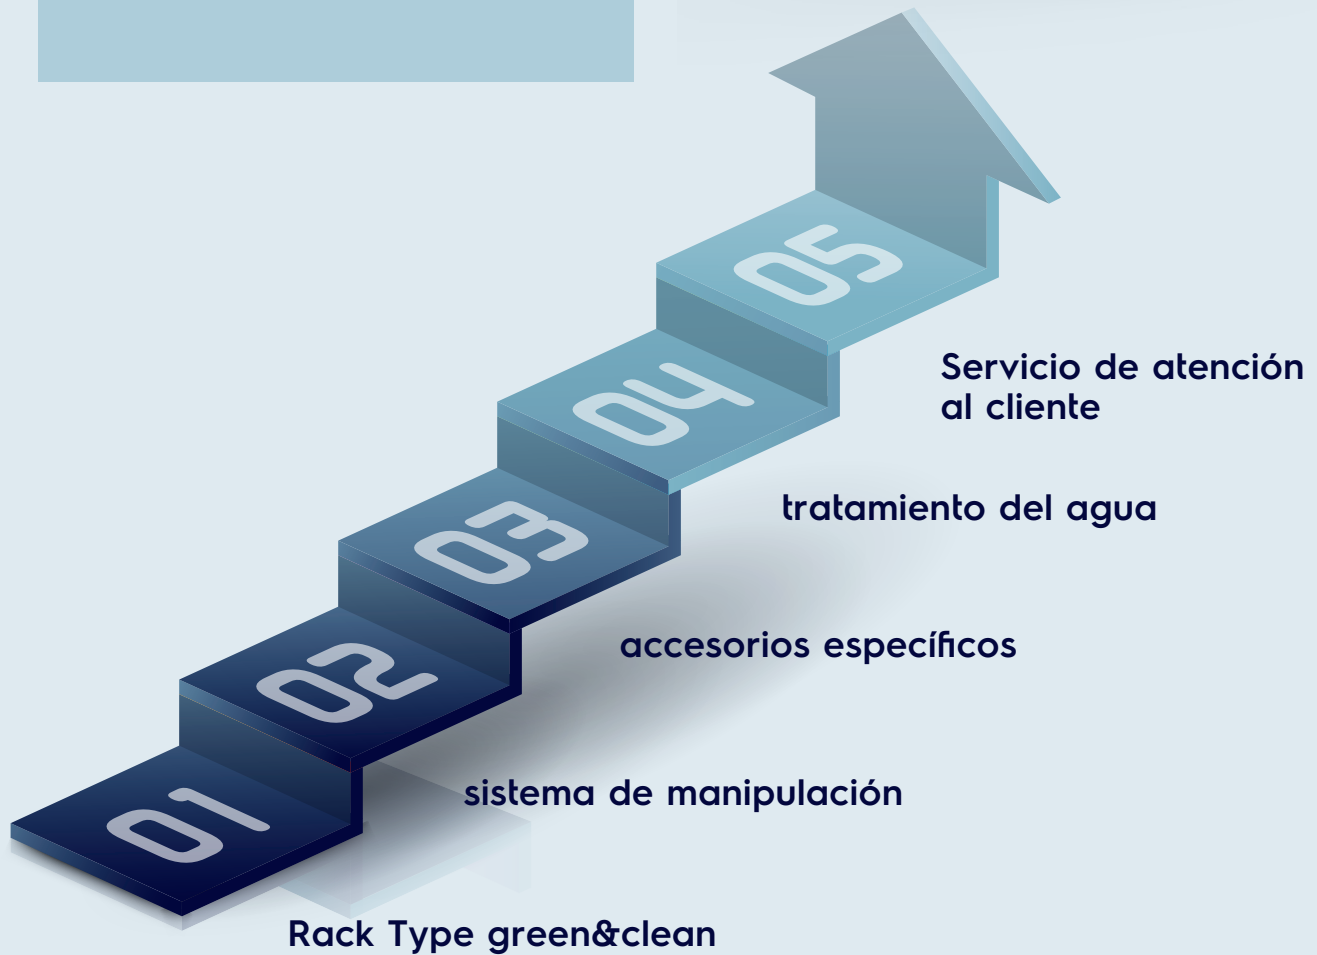 05
Servicio de atención
al cliente
04
tratamiento del agua
03
accesorios específicos
02
sistema de manipulación
01
Rack Type green&clean